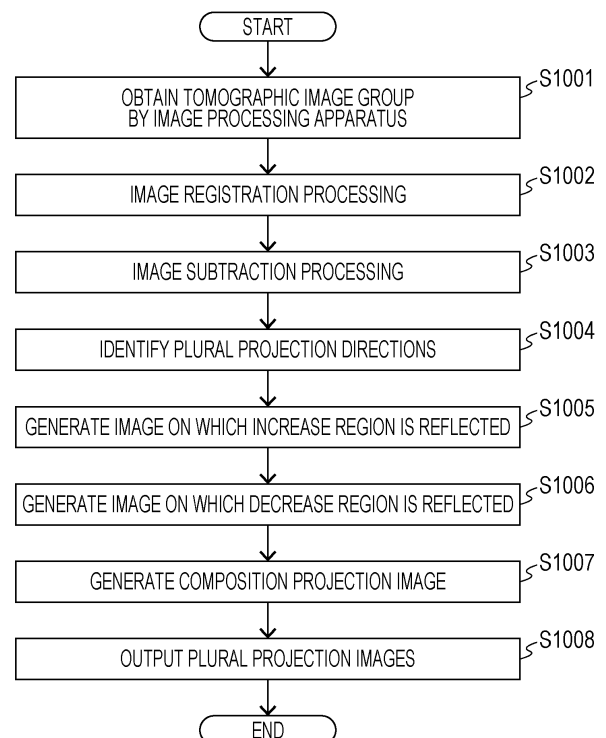 START
OBTAIN TOMOGRAPHIC IMAGE GROUP
BY IMAGE PROCESSING APPARATUS
S1001
IMAGE REGISTRATION PROCESSING
S1002
IMAGE SUBTRACTION PROCESSING
S1003
IDENTIFY PLURAL PROJECTION DIRECTIONS
S1004
GENERATE IMAGE ON WHICH INCREASE REGION IS REFLECTED
S1005
GENERATE IMAGE ON WHICH DECREASE REGION IS REFLECTED
S1006
GENERATE COMPOSITION PROJECTION IMAGE
S1007
OUTPUT PLURAL PROJECTION IMAGES
S1008
END